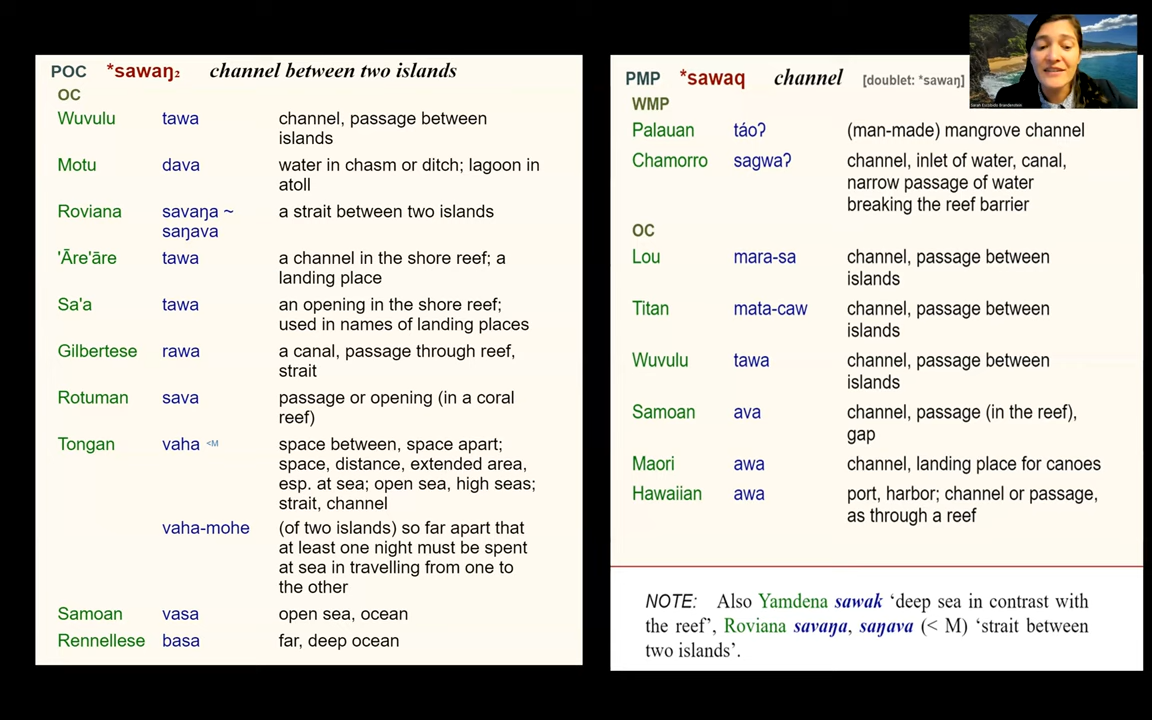 POC *sawaŋ₂ channel between two islands
OC
Wuvulu tawa channel, passage between
islands
Motu dava water in chasm or ditch; lagoon in
atoll
Roviana savaŋa ~ a strait between two islands
saŋava
'Āre'āre tawa a channel in the shore reef; a
landing place
Sa'a tawa an opening in the shore reef;
used in names of landing places
Gilbertese rawa a canal, passage through reef,
strait
Rotuman sava passage or opening (in a coral
reef)
Tongan vaha <M space between, space apart;
space, distance, extended area,
esp. at sea; open sea, high seas;
strait, channel
vaha-mohe (of two islands) so far apart that
at least one night must be spent
at sea in travelling from one to
the other
Samoan vasa open sea, ocean
Rennellese basa far, deep ocean
PMP *sawaq channel [doublet: *sawaŋ]
WMP
Palauan táoʔ (man-made) mangrove channel
Chamorro sagwaʔ channel, inlet of water, canal,
narrow passage of water
breaking the reef barrier
OC
Lou mara-sa channel, passage between
islands
Titan mata-caw channel, passage between
islands
Wuvulu tawa channel, passage between
islands
Samoan ava channel, passage (in the reef),
gap
Maori awa channel, landing place for canoes
Hawaiian awa port, harbor; channel or passage,
as through a reef
NOTE: Also Yamdena sawak ‘deep sea in contrast with
the reef’, Roviana savaŋa, saŋava (< M) ‘strait between
two islands’.